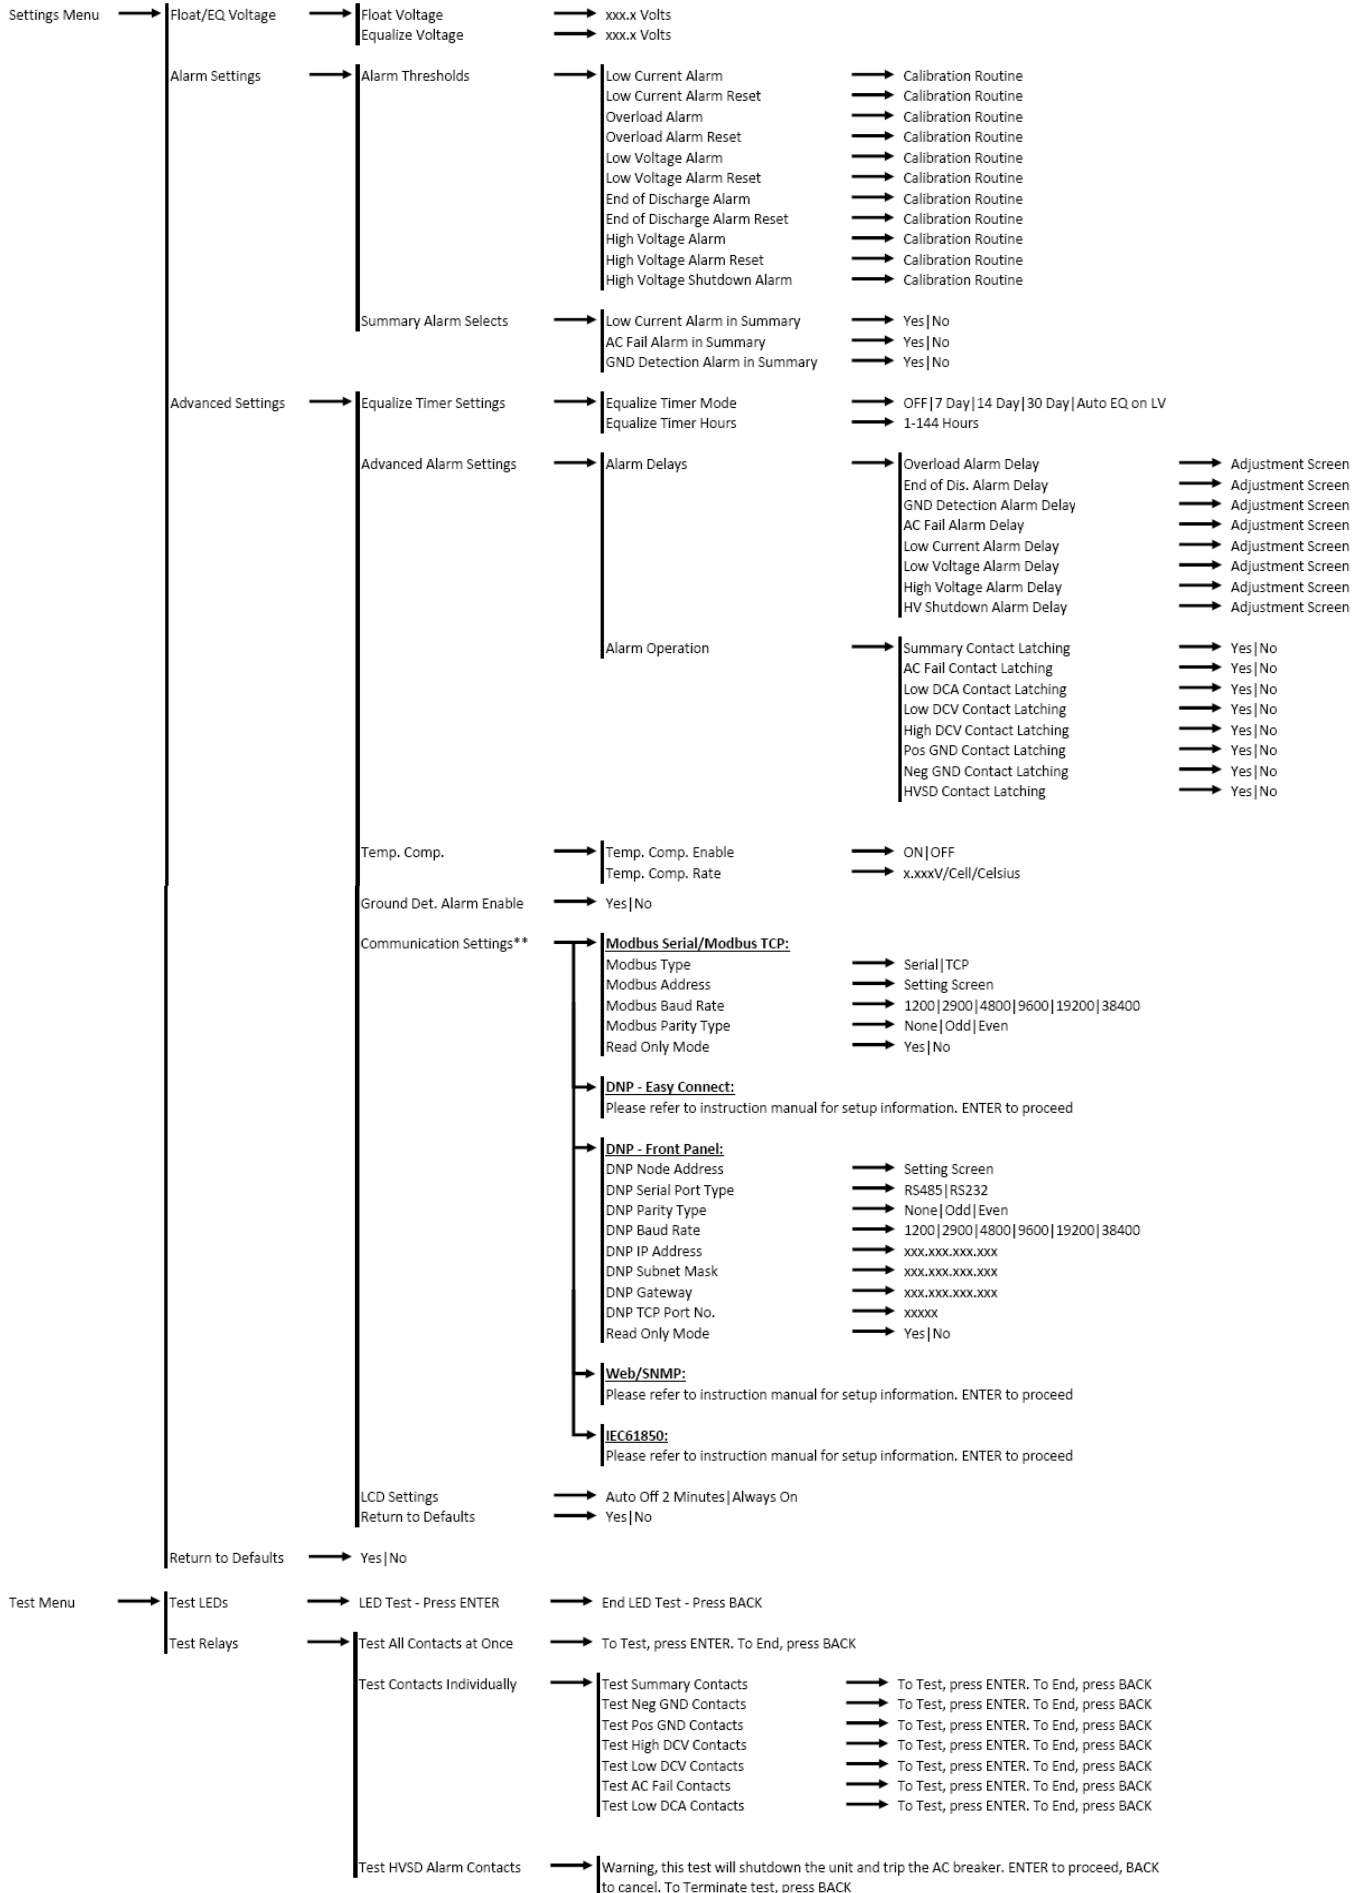 Settings Menu Float/EQ Voltage Float Voltage xxx.x Volts
Equalize Voltage xxx.x Volts
Alarm Settings Alarm Thresholds Low Current Alarm Calibration Routine
Low Current Alarm Reset Calibration Routine
Overload Alarm Calibration Routine
Overload Alarm Reset Calibration Routine
Low Voltage Alarm Calibration Routine
Low Voltage Alarm Reset Calibration Routine
End of Discharge Alarm Calibration Routine
End of Discharge Alarm Reset Calibration Routine
High Voltage Alarm Calibration Routine
High Voltage Alarm Reset Calibration Routine
High Voltage Shutdown Alarm Calibration Routine
Summary Alarm Selects Low Current Alarm in Summary Yes|No
AC Fail Alarm in Summary Yes|No
GND Detection Alarm in Summary Yes|No
Advanced Settings Equalize Timer Settings Equalize Timer Mode OFF|7 Day|14 Day|30 Day|Auto EQ on LV
Equalize Timer Hours 1-144 Hours
Advanced Alarm Settings Alarm Delays Overload Alarm Delay Adjustment Screen
End of Dis. Alarm Delay Adjustment Screen
GND Detection Alarm Delay Adjustment Screen
AC Fail Alarm Delay Adjustment Screen
Low Current Alarm Delay Adjustment Screen
Low Voltage Alarm Delay Adjustment Screen
High Voltage Alarm Delay Adjustment Screen
HV Shutdown Alarm Delay Adjustment Screen
Alarm Operation Summary Contact Latching Yes|No
AC Fail Contact Latching Yes|No
Low DCA Contact Latching Yes|No
Low DCV Contact Latching Yes|No
High DCV Contact Latching Yes|No
Pos GND Contact Latching Yes|No
Neg GND Contact Latching Yes|No
HVSD Contact Latching Yes|No
Temp. Comp. Temp. Comp. Enable ON|OFF
Temp. Comp. Rate x.xxxV/Cell/Celsius
Ground Det. Alarm Enable Yes|No
Communication Settings** Modbus Serial/Modbus TCP:
Modbus Type Serial|TCP
Modbus Address Setting Screen
Modbus Baud Rate 1200|2900|4800|9600|19200|38400
Modbus Parity Type None|Odd|Even
Read Only Mode Yes|No
DNP - Easy Connect:
Please refer to instruction manual for setup information. ENTER to proceed
DNP - Front Panel:
DNP Node Address Setting Screen
DNP Serial Port Type RS485|RS232
DNP Parity Type None|Odd|Even
DNP Baud Rate 1200|2900|4800|9600|19200|38400
DNP IP Address xxx.xxx.xxx.xxx
DNP Subnet Mask xxx.xxx.xxx.xxx
DNP Gateway xxx.xxx.xxx.xxx
DNP TCP Port No. xxxxx
Read Only Mode Yes|No
Web/SNMP:
Please refer to instruction manual for setup information. ENTER to proceed
IEC61850:
Please refer to instruction manual for setup information. ENTER to proceed
LCD Settings Auto Off 2 Minutes|Always On
Return to Defaults Yes|No
Return to Defaults Yes|No
Test Menu Test LEDs LED Test - Press ENTER End LED Test - Press BACK
Test Relays Test All Contacts at Once To Test, press ENTER. To End, press BACK
Test Contacts Individually Test Summary Contacts To Test, press ENTER. To End, press BACK
Test Neg GND Contacts To Test, press ENTER. To End, press BACK
Test Pos GND Contacts To Test, press ENTER. To End, press BACK
Test High DCV Contacts To Test, press ENTER. To End, press BACK
Test Low DCV Contacts To Test, press ENTER. To End, press BACK
Test AC Fail Contacts To Test, press ENTER. To End, press BACK
Test Low DCA Contacts To Test, press ENTER. To End, press BACK
Test HVSD Alarm Contacts Warning, this test will shutdown the unit and trip the AC breaker. ENTER to proceed, BACK
to cancel. To Terminate test, press BACK